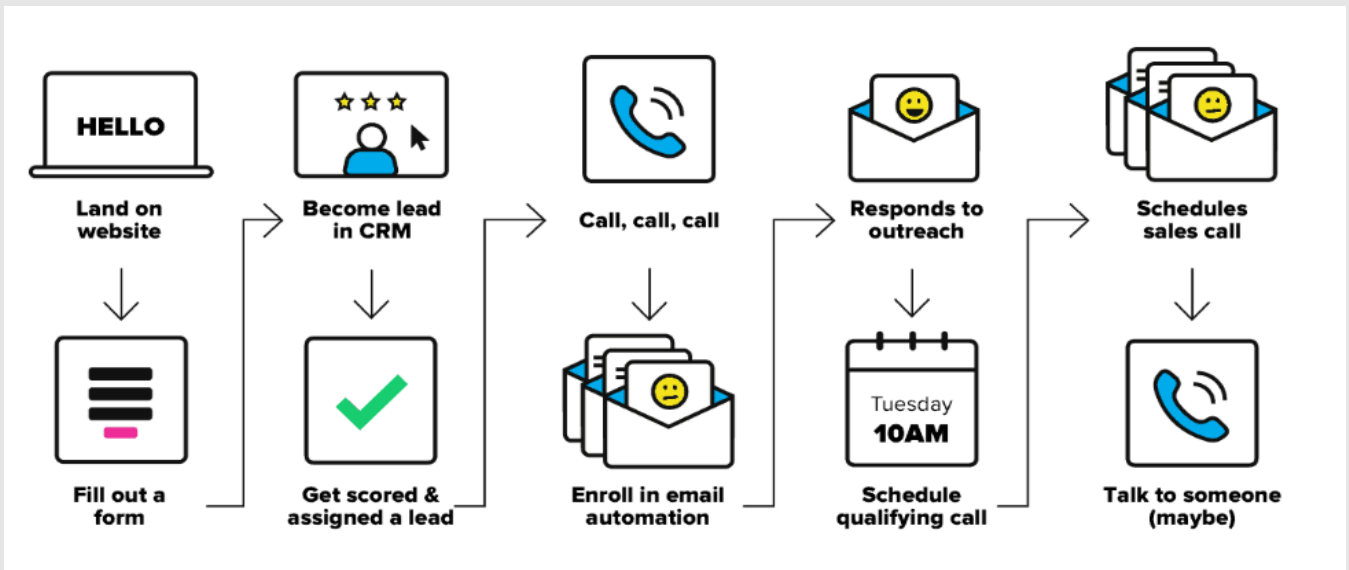 HELLO
Land on
website
Fill out a
form
Become lead
in CRM
Get scored &
assigned a lead
Call, call, call
Enroll in email
automation
Responds to
outreach
Tuesday
10AM
Schedule
qualifying call
Schedules
sales call
Talk to someone
(maybe)